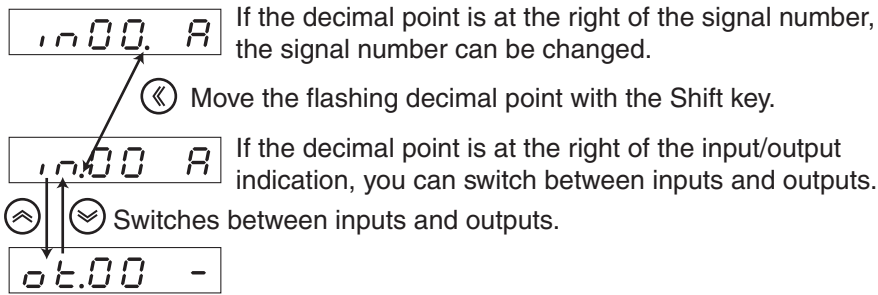 in00. A
If the decimal point is at the right of the signal number,
the signal number can be changed.
Move the flashing decimal point with the Shift key.
in.00 A
If the decimal point is at the right of the input/output
indication, you can switch between inputs and outputs.
Switches between inputs and outputs.
ot.00 -